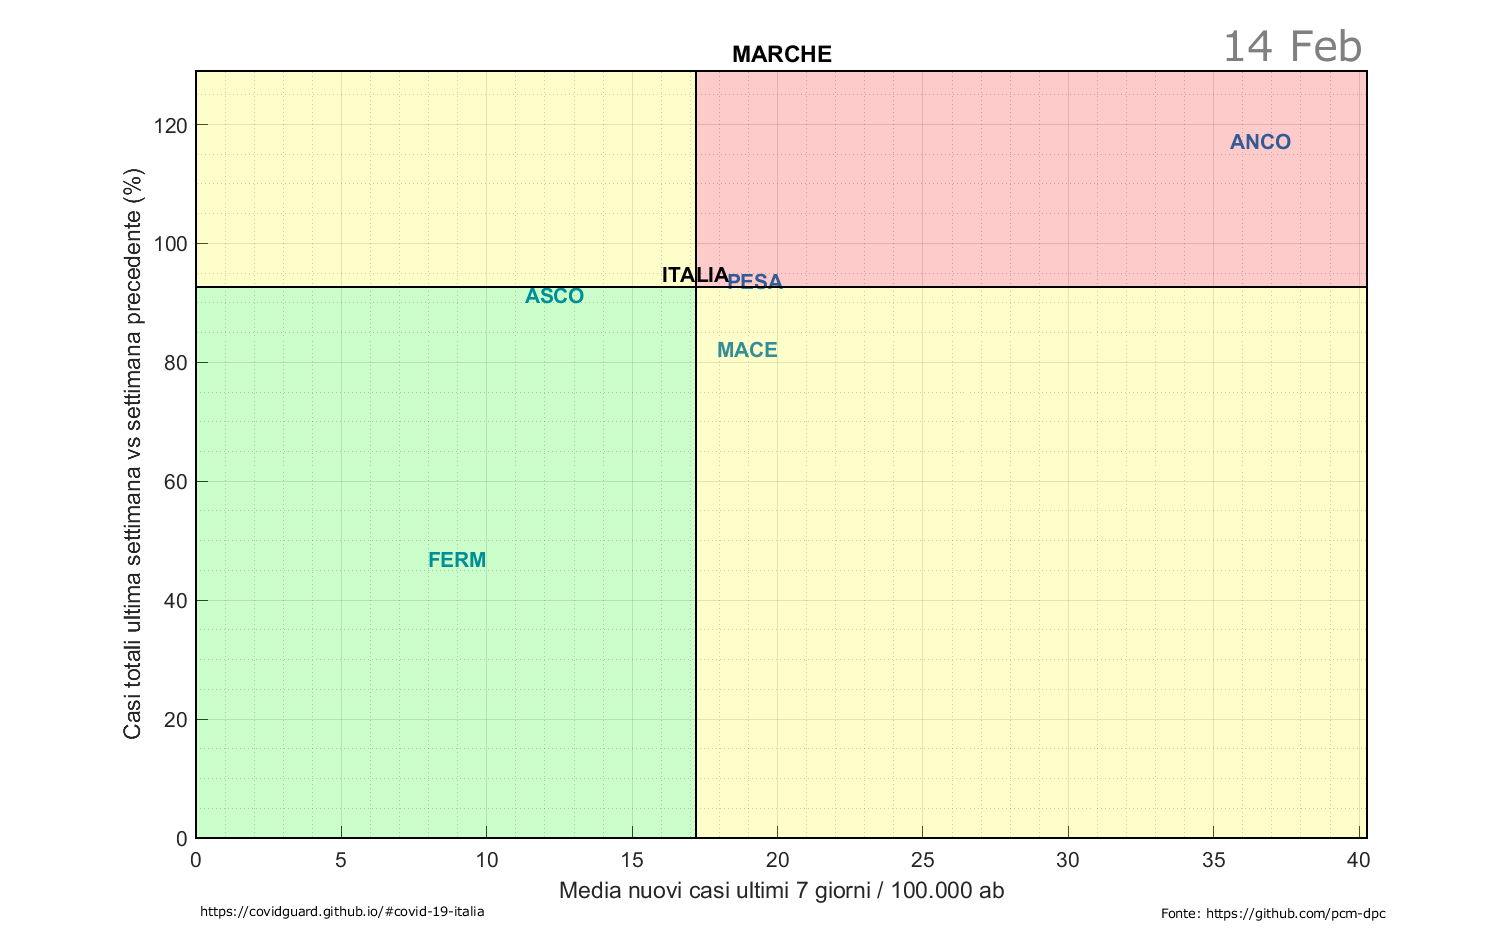 MARCHE
14 Feb
Casi totali ultima settimana vs settimana precedente (%)
120
ANCO
100
ITALIA
PESA
ASCO
MACE
80
60
FERM
40
20
0
0 5 10 15 20 25 30 35 40
Media nuovi casi ultimi 7 giorni / 100.000 ab
https://covidguard.github.io/#covid-19-italia
Fonte: https://github.com/pcm-dpc